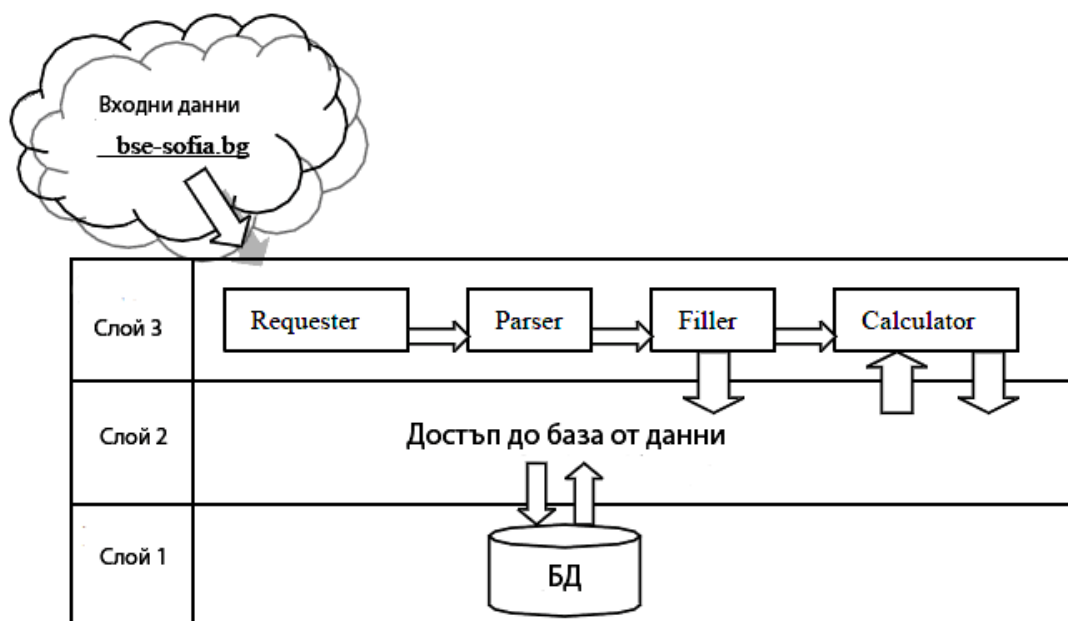 Входни данни
bse-sofia.bg
Слой 3
Requester
Parser
Filler
Calculator
Слой 2
Достъп до база от данни
Слой 1
БД